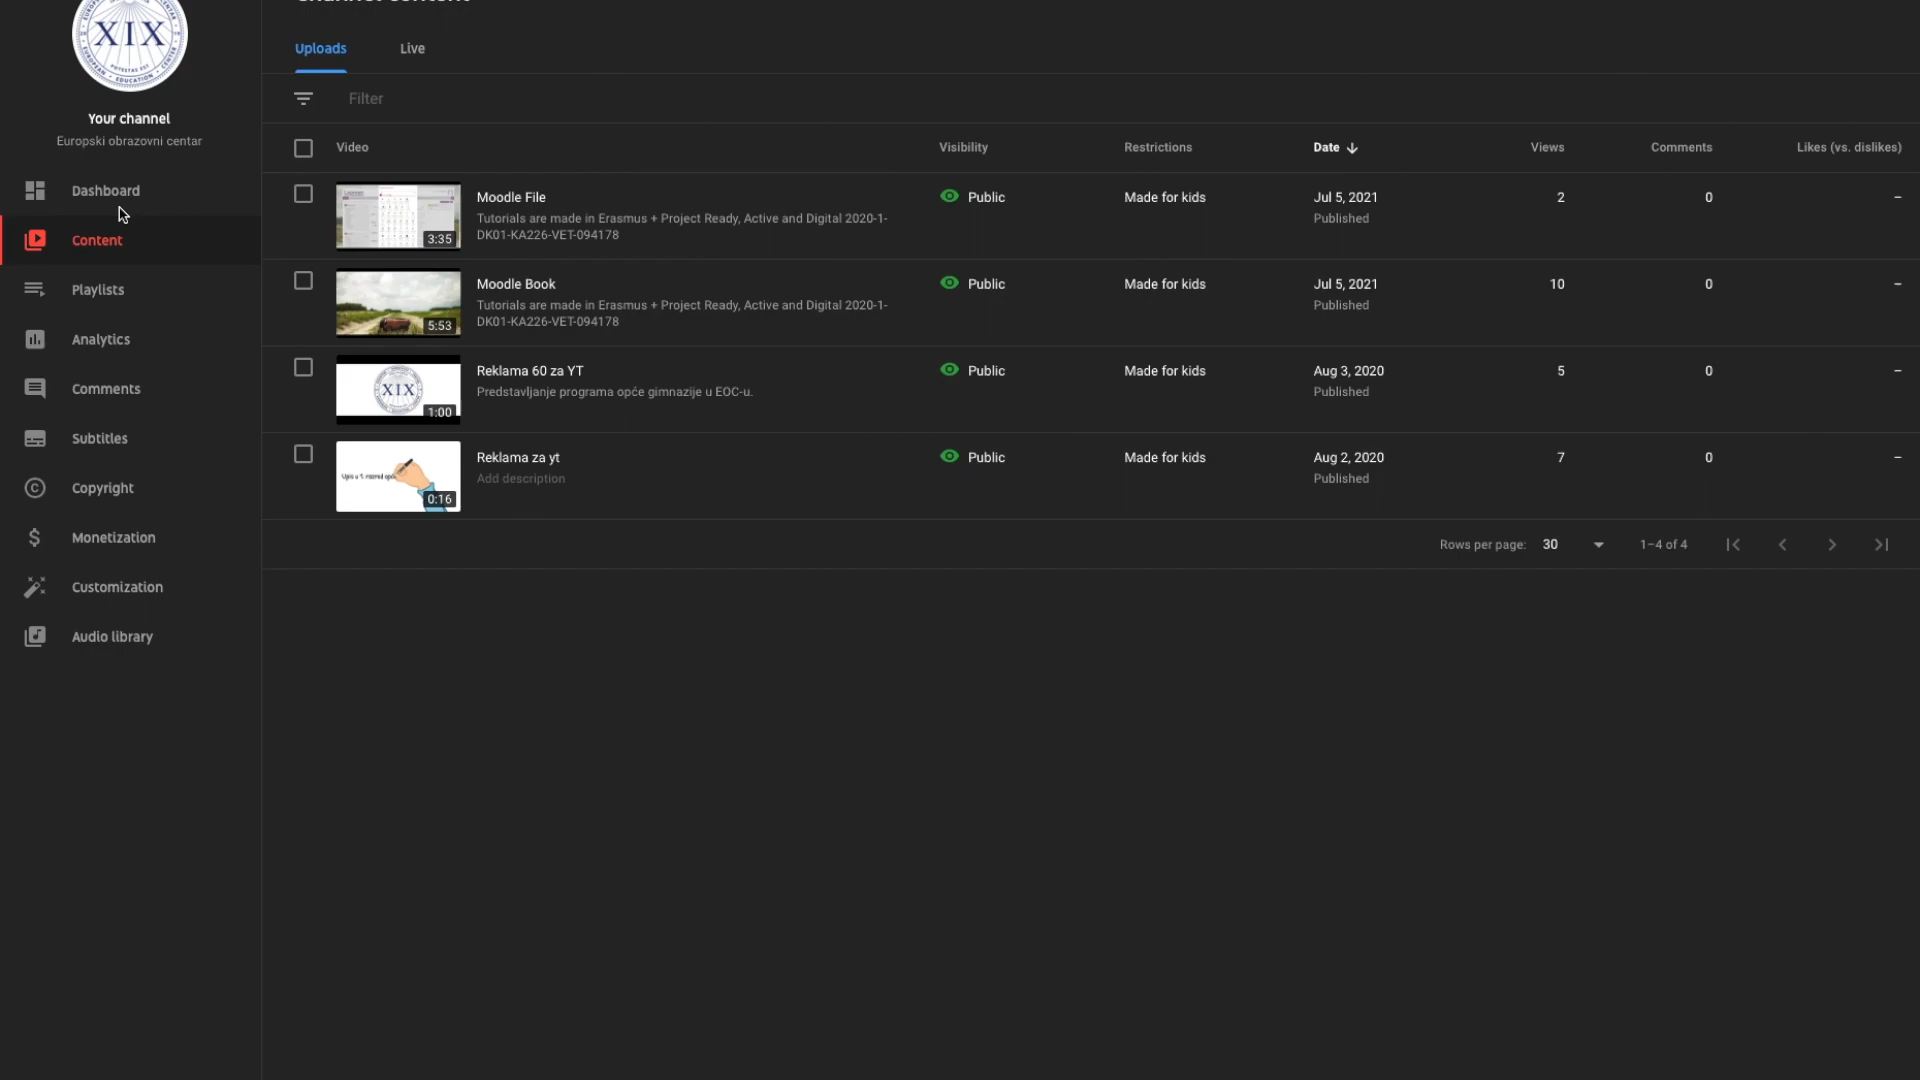 XIX
EUROPEAN EDUCATION CENTER
Your channel
Europski obrazovni centar
Dashboard
Content
Playlists
Analytics
Comments
Subtitles
Copyright
Monetization
Customization
Audio library
Channel content
Uploads
Live
Filter
Video Visibility Restrictions Date Views Comments Likes (vs. dislikes)
Moodle File Public Made for kids Jul 5, 2021 2 0 –
Tutorials are made in Erasmus + Project Ready, Active and Digital 2020-1- Published
3:35 DK01-KA226-VET-094178
Moodle Book Public Made for kids Jul 5, 2021 10 0 –
Tutorials are made in Erasmus + Project Ready, Active and Digital 2020-1- Published
5:53 DK01-KA226-VET-094178
Reklama 60 za YT Public Made for kids Aug 3, 2020 5 0 –
XIX Predstavljanje programa opće gimnazije u EOC-u. Published
1:00
Reklama za yt Public Made for kids Aug 2, 2020 7 0 –
Add description Published
0:16
Rows per page: 30 1–4 of 4